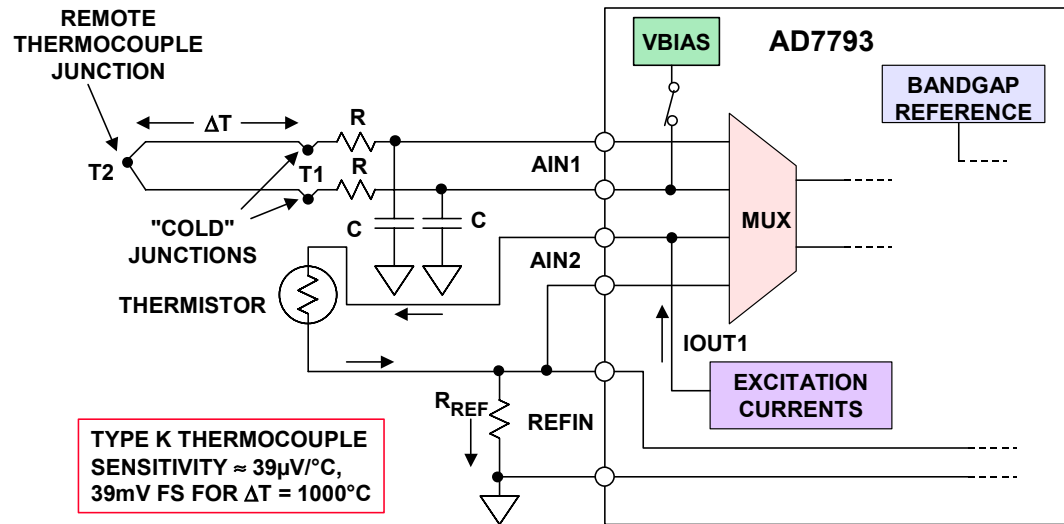 REMOTE
THERMOCOUPLE
JUNCTION
VBIAS
AD7793
BANDGAP
REFERENCE
ΔT
R
T2
T1
R
AIN1
"COLD"
JUNCTIONS
C
C
MUX
AIN2
THERMISTOR
IOUT1
EXCITATION
CURRENTS
RREF
REFIN
TYPE K THERMOCOUPLE
SENSITIVITY ≈ 39µV/°C,
39mV FS FOR ΔT = 1000°C